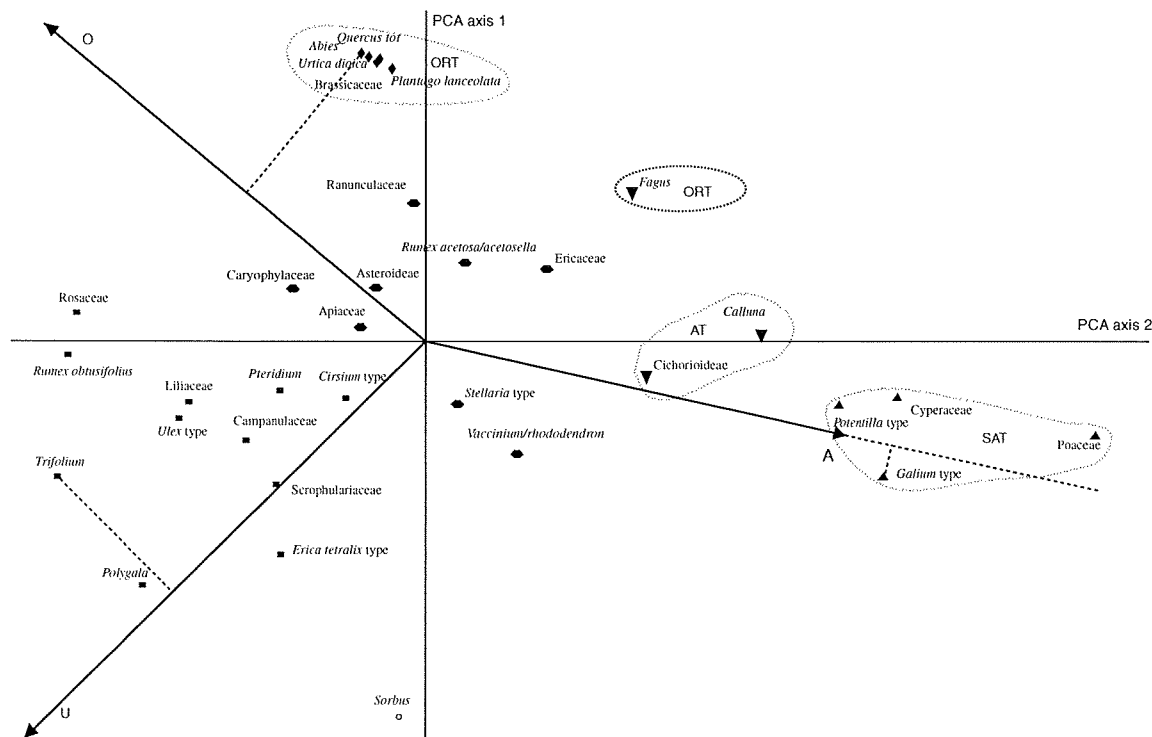 PCA axis 1
O
Quercus tot
Abies
Urtica dioica
ORT
Plantago lanceolata
Brassicaceae
Ranunculaceae
Fagus
ORT
Rumex acetosa/acetosella
Ericaceae
Caryophylaceae
Asteroideae
Rosaceae
Apiaceae
Calluna
AT
PCA axis 2
Cichorioideae
Rumex obtusifolius
Pteridium
Cirsium type
Liliaceae
Stellaria type
Cyperaceae
Campanulaceae
Potentilla type
Ulex type
Vaccinium/rhododendron
SAT
Poaceae
A
Trifolium
Galium type
Scrophulariaceae
Erica tetralix type
Polygala
Sorbus
U